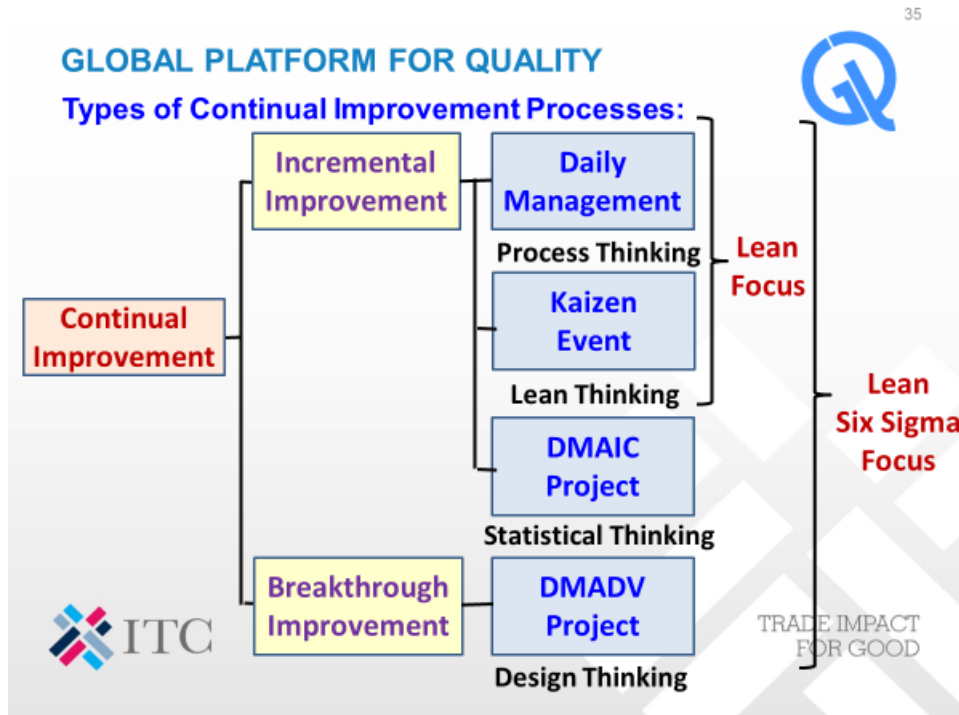 35
GLOBAL PLATFORM FOR QUALITY
Types of Continual Improvement Processes:
Incremental
Improvement
Daily
Management
Process Thinking
Lean
Focus
Kaizen
Event
Continual
Improvement
Lean Thinking
Lean
Six Sigma
Focus
DMAIC
Project
Statistical Thinking
Breakthrough
Improvement
DMADV
Project
Design Thinking
ITC
TRADE IMPACT
FOR GOOD